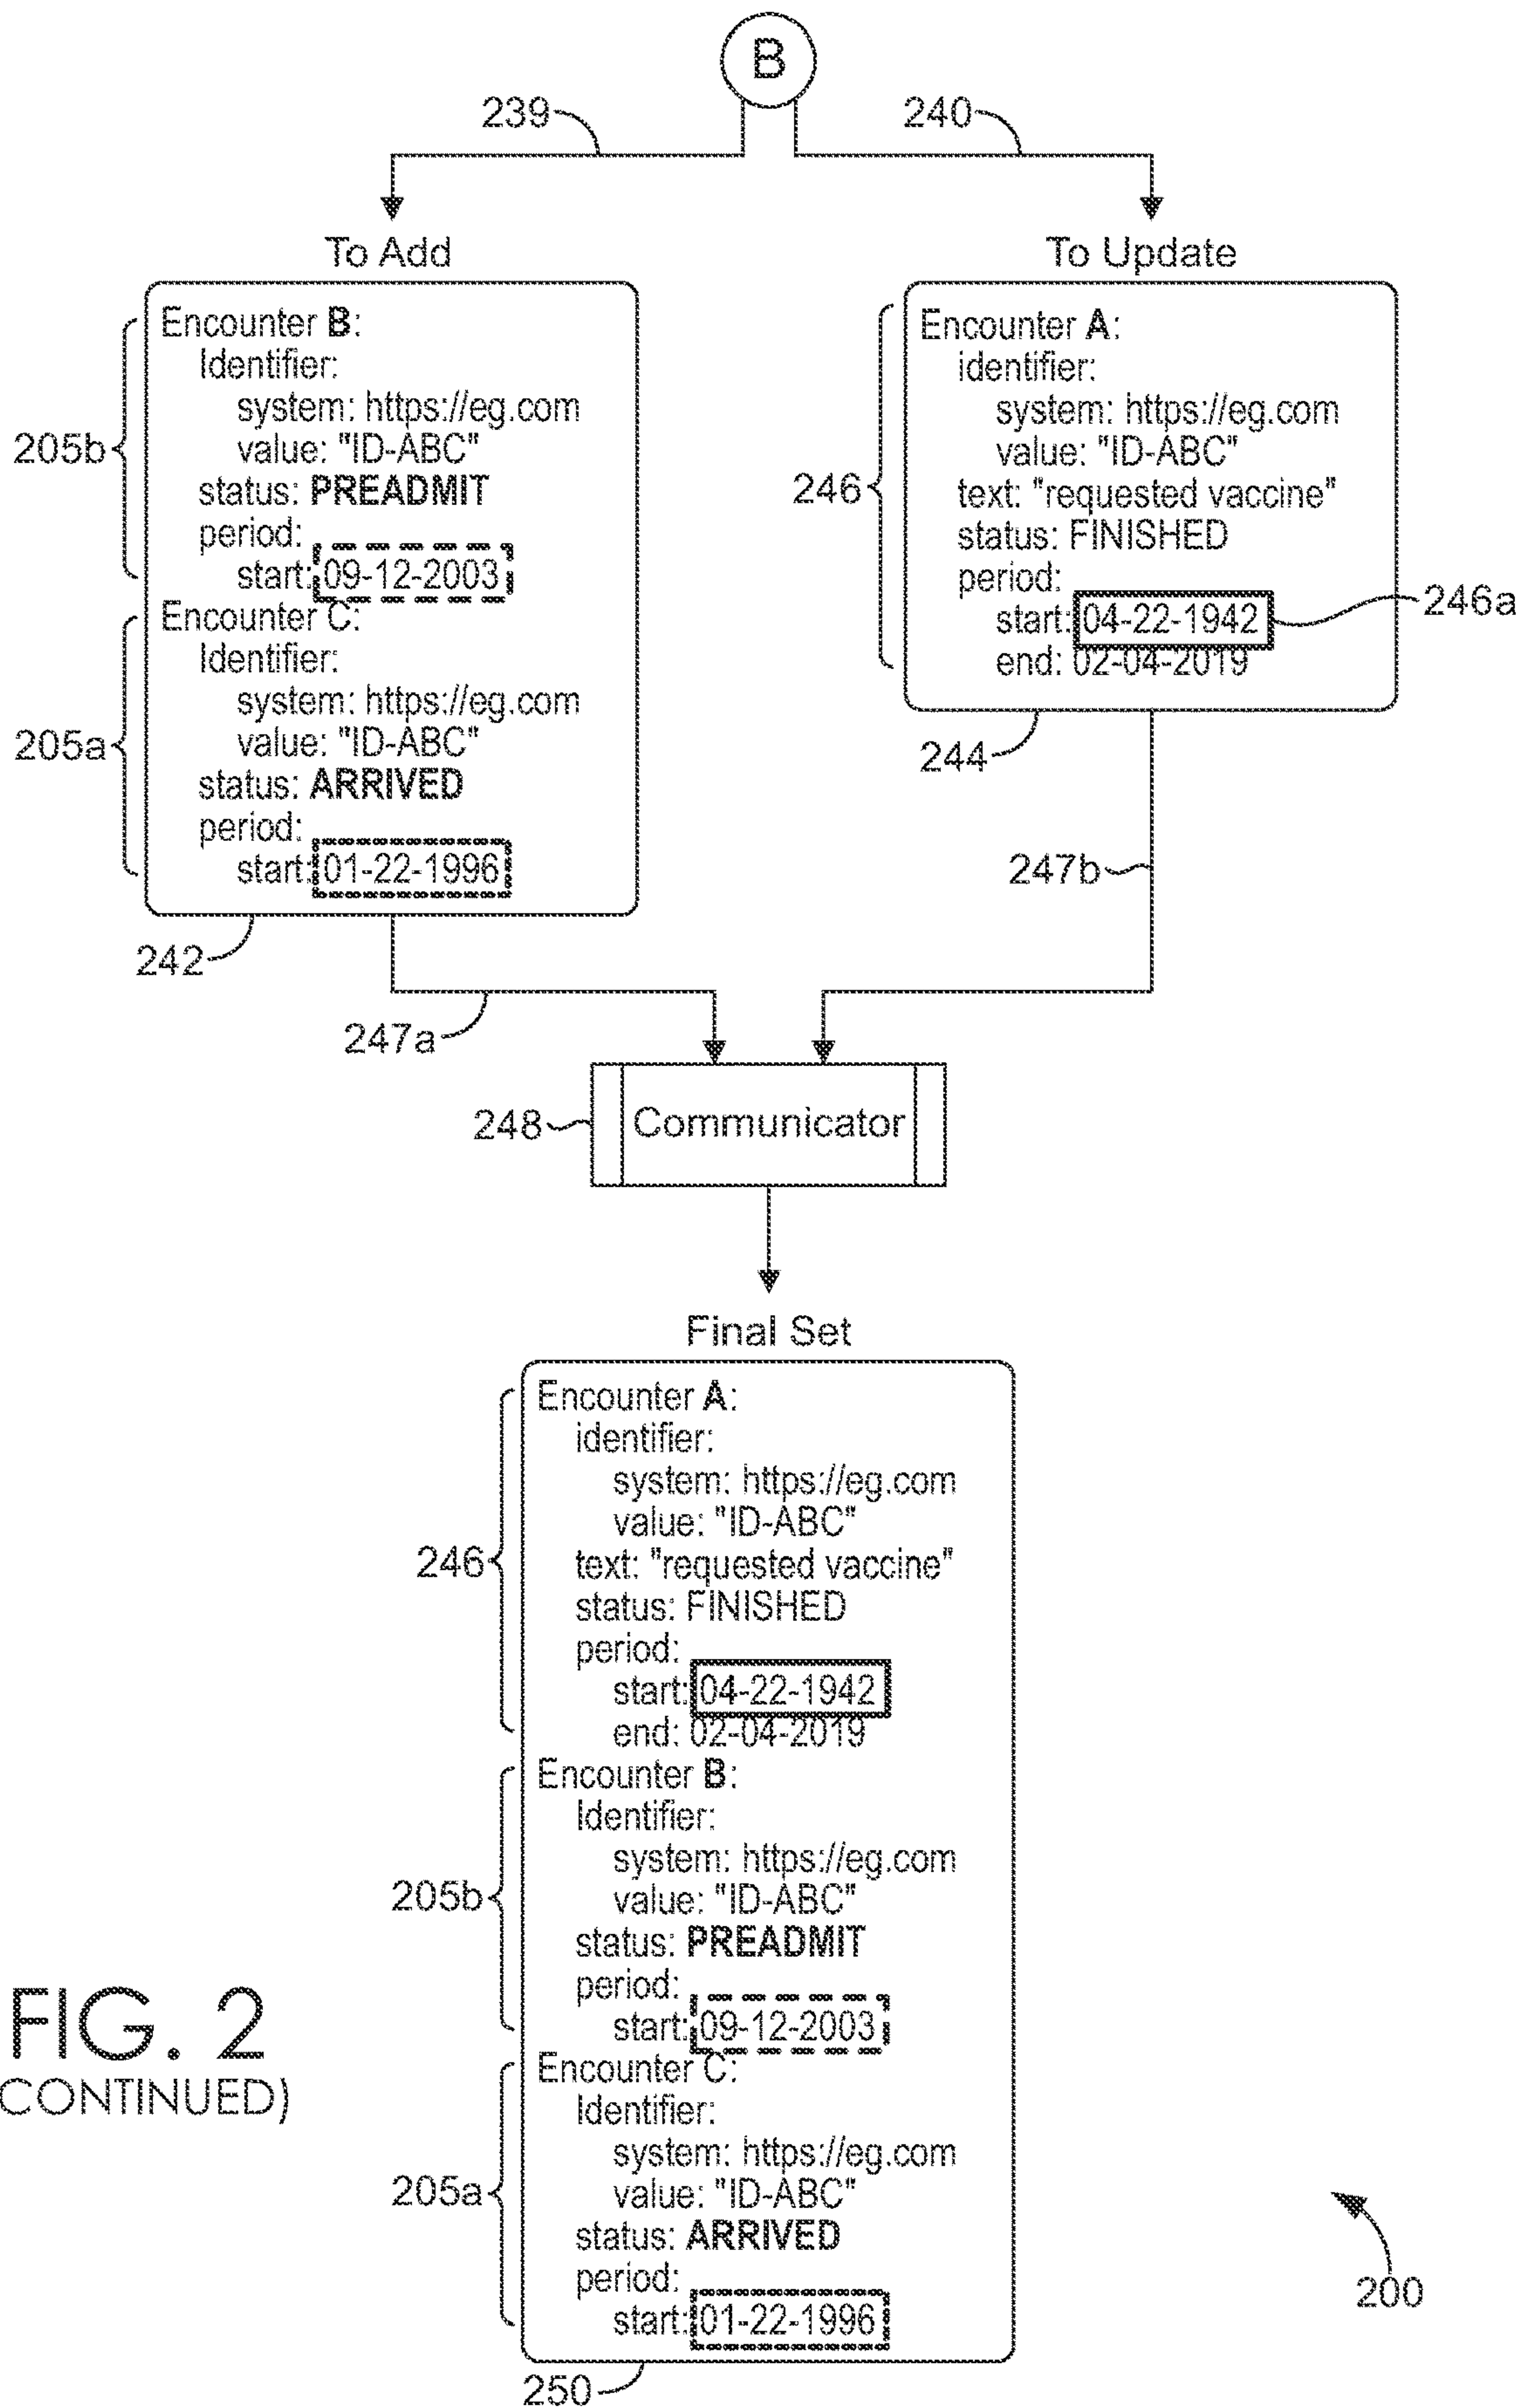 B
239
240
To Add
To Update
Encounter B:
Identifier:
system: https://eg.com
value: "ID-ABC"
status: PREADMIT
period:
start: 09-12-2003
Encounter C:
Identifier:
system: https://eg.com
value: "ID-ABC"
status: ARRIVED
period:
start: 01-22-1996
205b
205a
242
Encounter A:
identifier:
system: https://eg.com
value: "ID-ABC"
text: "requested vaccine"
status: FINISHED
period:
start: 04-22-1942
end: 02-04-2019
246
246a
244
247b
247a
248
Communicator
Final Set
Encounter A:
identifier:
system: https://eg.com
value: "ID-ABC"
text: "requested vaccine"
status: FINISHED
period:
start: 04-22-1942
end: 02-04-2019
Encounter B:
Identifier:
system: https://eg.com
value: "ID-ABC"
status: PREADMIT
period:
start: 09-12-2003
Encounter C:
Identifier:
system: https://eg.com
value: "ID-ABC"
status: ARRIVED
period:
start: 01-22-1996
246
205b
205a
250
FIG. 2
CONTINUED)
200